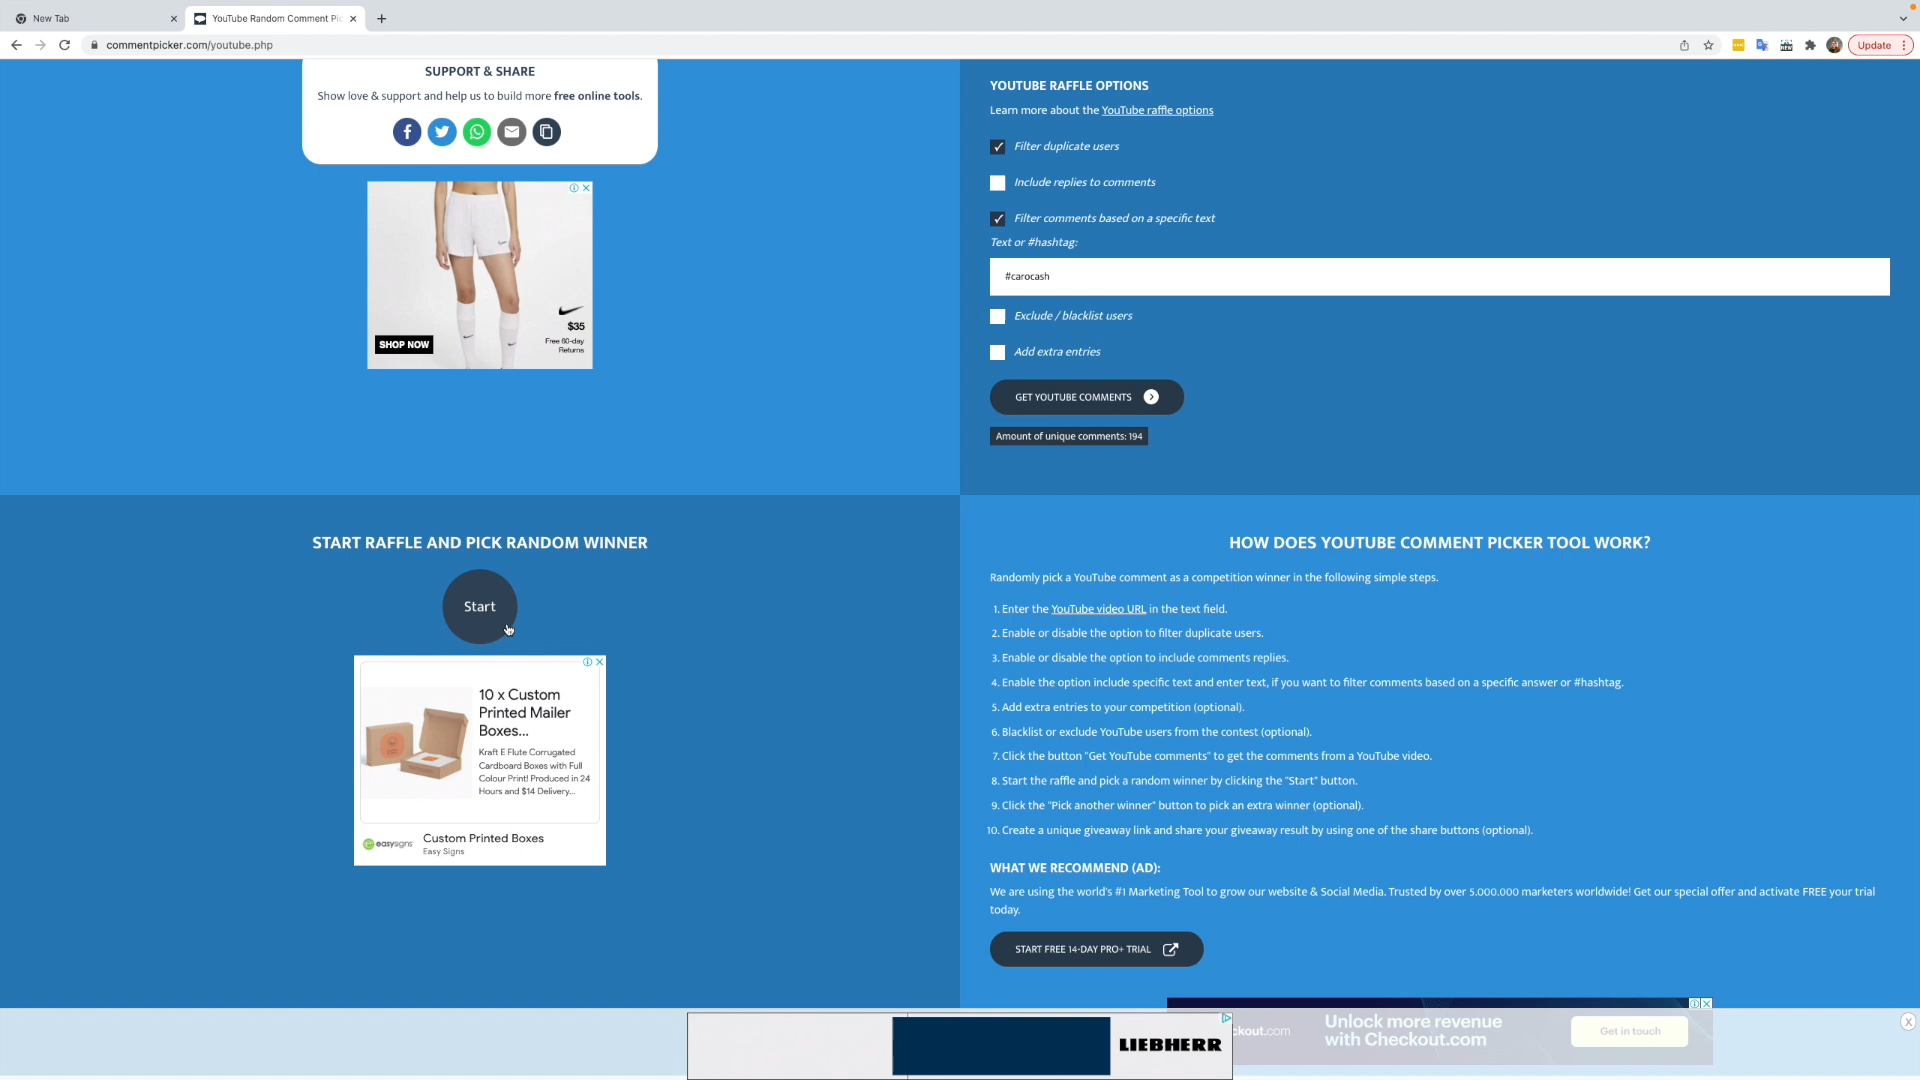 New Tab
YouTube Random Comment Pic
commentpicker.com/youtube.php
Update
SUPPORT & SHARE
Show love & support and help us to build more free online tools.
$35
Free 60-day
Returns
SHOP NOW
YOUTUBE RAFFLE OPTIONS
Learn more about the YouTube raffle options
Filter duplicate users
Include replies to comments
Filter comments based on a specific text
Text or #hashtag:
#carocash
Exclude / blacklist users
Add extra entries
GET YOUTUBE COMMENTS
Amount of unique comments: 194
START RAFFLE AND PICK RANDOM WINNER
Start
10 x Custom
Printed Mailer
Boxes...
Kraft E Flute Corrugated
Cardboard Boxes with Full
Colour Print! Produced in 24
Hours and $14 Delivery...
easysigns
Custom Printed Boxes
Easy Signs
HOW DOES YOUTUBE COMMENT PICKER TOOL WORK?
Randomly pick a YouTube comment as a competition winner in the following simple steps.
1. Enter the YouTube video URL in the text field.
2. Enable or disable the option to filter duplicate users.
3. Enable or disable the option to include comments replies.
4. Enable the option include specific text and enter text, if you want to filter comments based on a specific answer or #hashtag.
5. Add extra entries to your competition (optional).
6. Blacklist or exclude YouTube users from the contest (optional).
7. Click the button "Get YouTube comments" to get the comments from a YouTube video.
8. Start the raffle and pick a random winner by clicking the "Start" button.
9. Click the "Pick another winner" button to pick an extra winner (optional).
10. Create a unique giveaway link and share your giveaway result by using one of the share buttons (optional).
WHAT WE RECOMMEND (AD):
We are using the world's #1 Marketing Tool to grow our website & Social Media. Trusted by over 5.000.000 marketers worldwide! Get our special offer and activate FREE your trial
today.
START FREE 14-DAY PRO+ TRIAL
ckout.com
Unlock more revenue
with Checkout.com
Get in touch
LIEBHERR
X